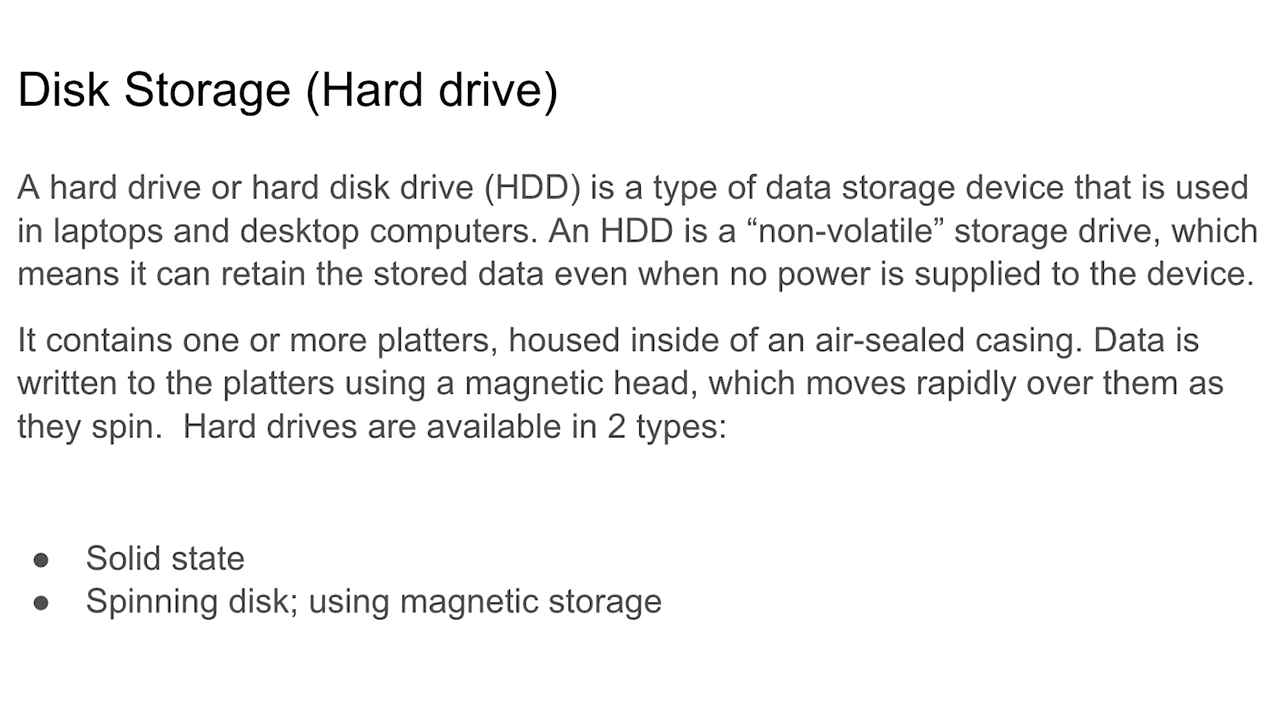 Disk Storage (Hard drive)
A hard drive or hard disk drive (HDD) is a type of data storage device that is used
in laptops and desktop computers. An HDD is a “non-volatile” storage drive, which
means it can retain the stored data even when no power is supplied to the device.
It contains one or more platters, housed inside of an air-sealed casing. Data is
written to the platters using a magnetic head, which moves rapidly over them as
they spin.  Hard drives are available in 2 types:
● Solid state
● Spinning disk; using magnetic storage